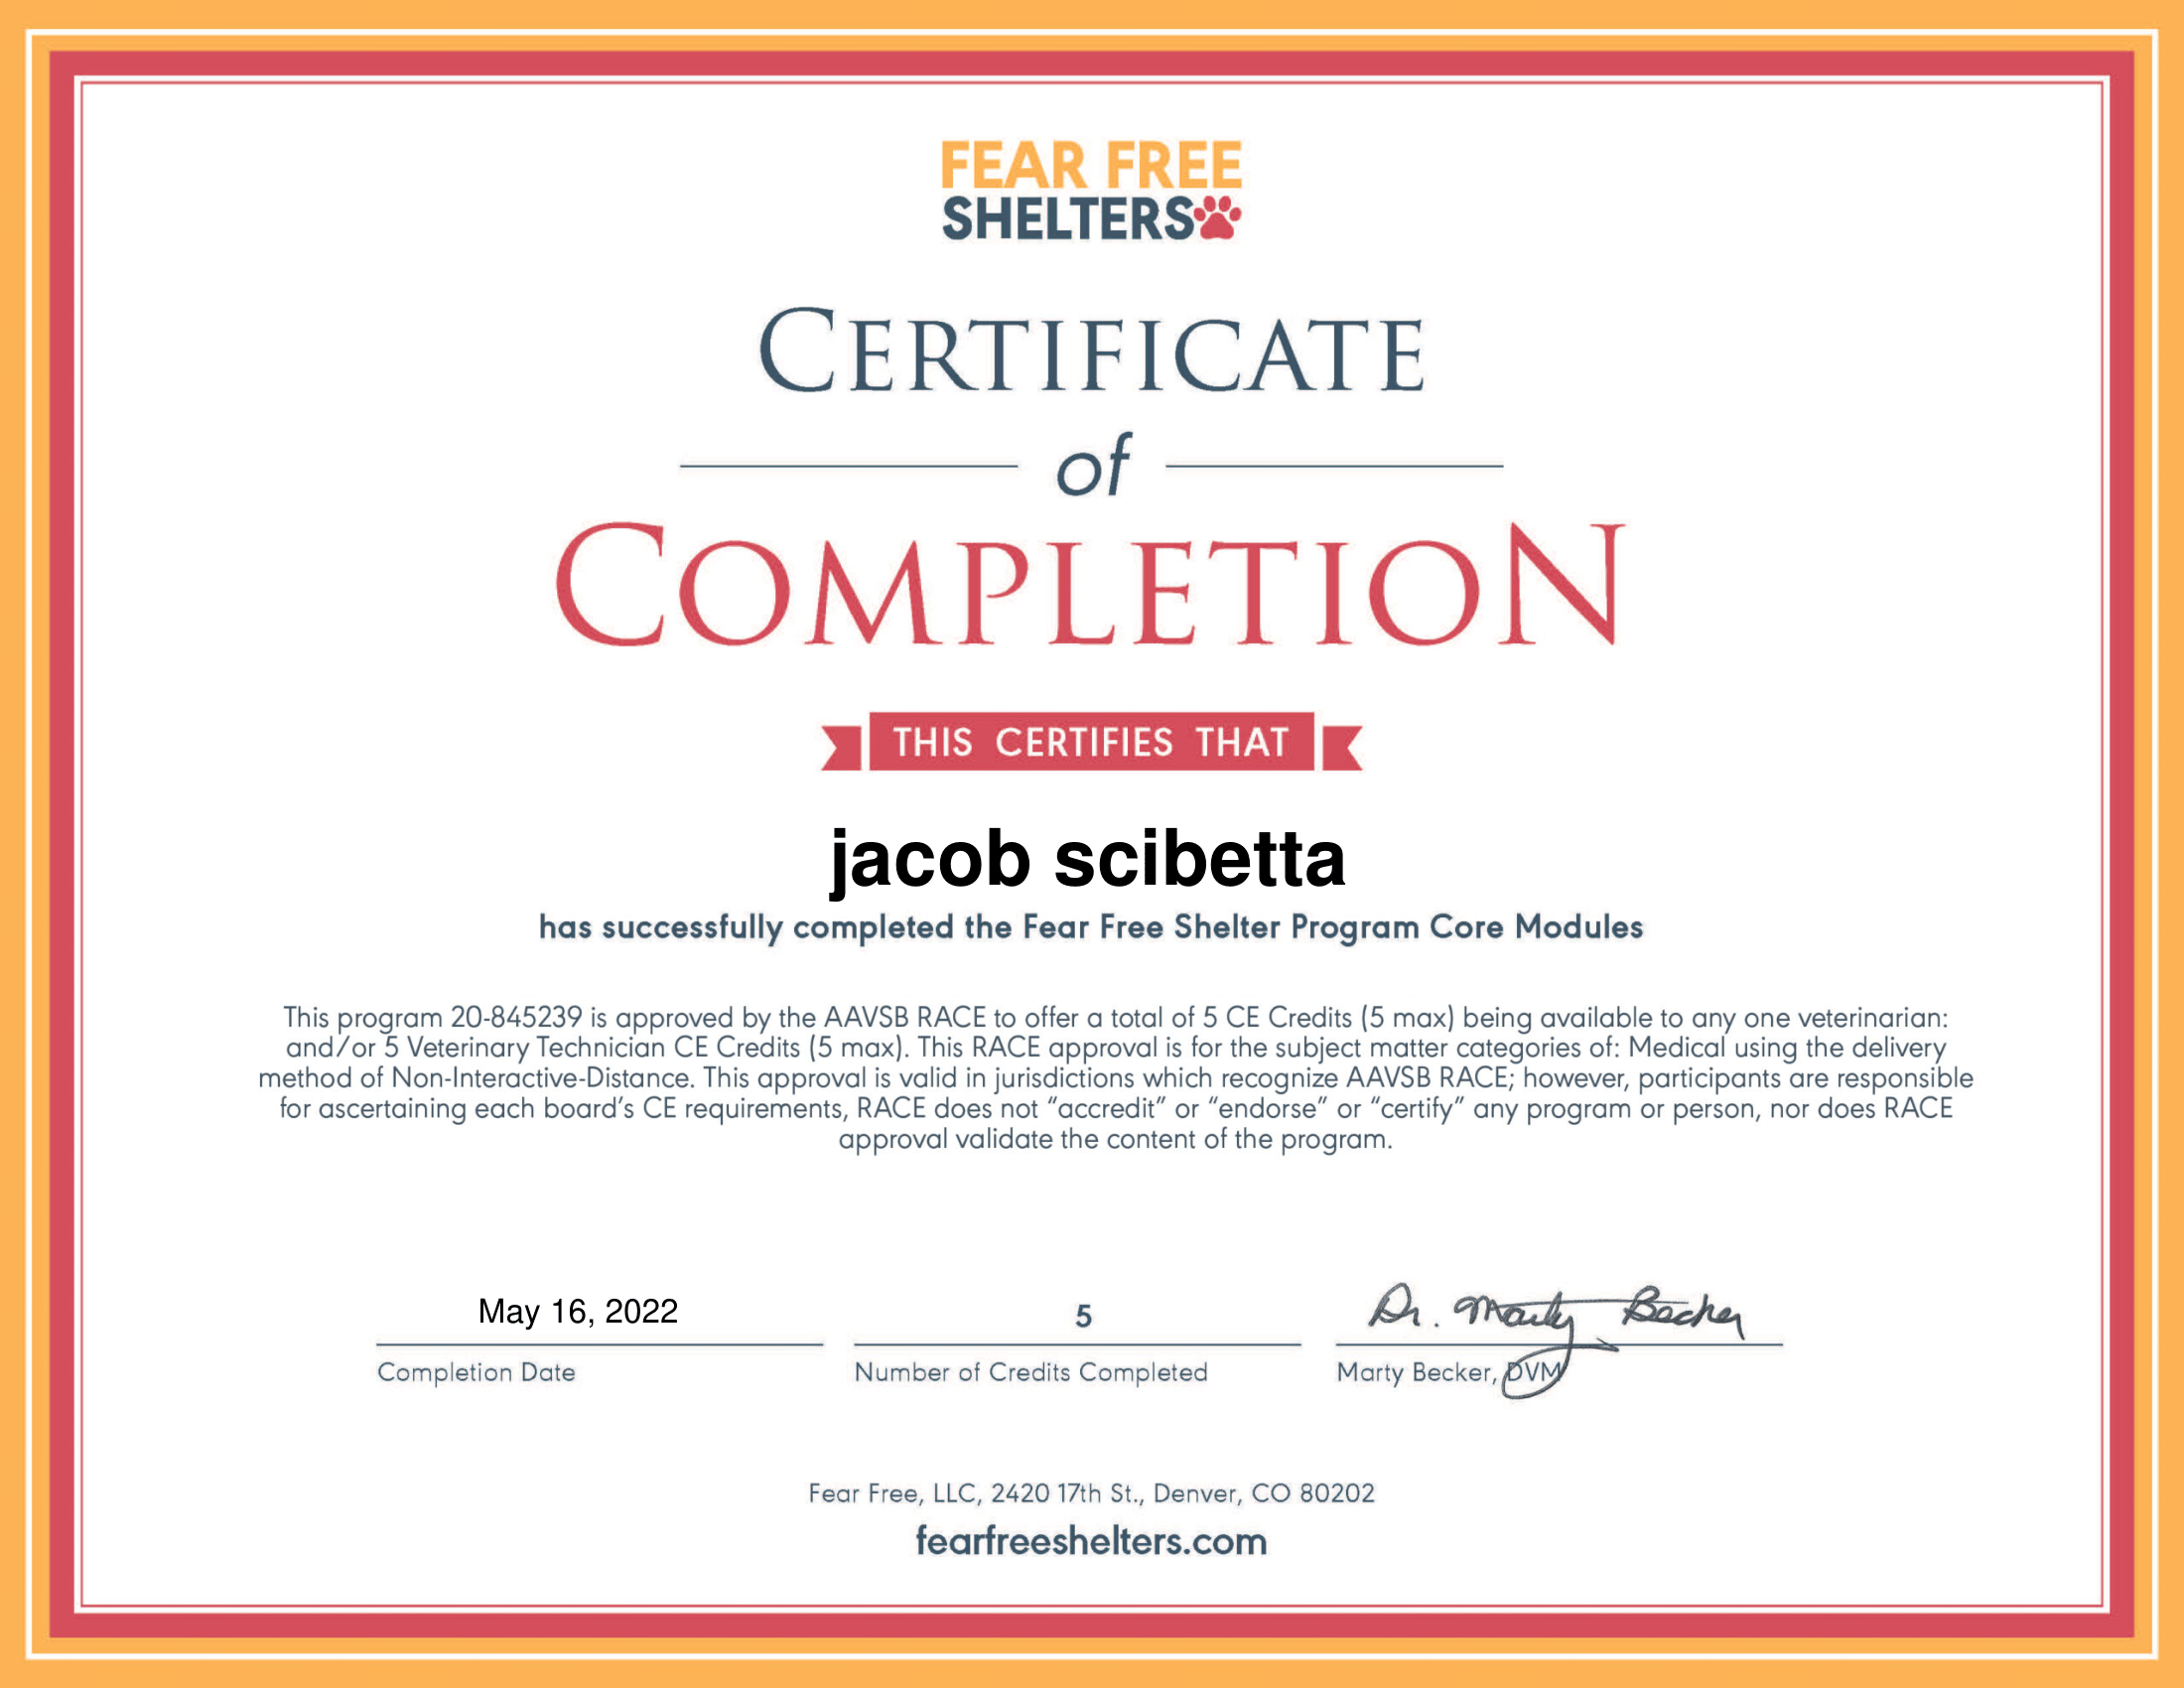 FEAR FREE
SHELTERS
CERTIFICATE
of
COMPLETION
THIS CERTIFIES THAT
jacob scibetta
has successfully completed the Fear Free Shelter Program Core Modules
This program 20-845239 is approved by the AAVSB RACE to offer a total of 5 CE Credits (5 max) being available to any one veterinarian:
and/or 5 Veterinary Technician CE Credits (5 max). This RACE approval is for the subject matter categories of: Medical using the delivery
method of Non-Interactive-Distance. This approval is valid in jurisdictions which recognize AAVSB RACE; however, participants are responsible
for ascertaining each board's CE requirements, RACE does not “accredit” or “endorse” or “certify” any program or person, nor does RACE
approval validate the content of the program.
May 16, 2022
Completion Date
5
Number of Credits Completed
Dr. Marty Becker
Marty Becker, DVM
Fear Free, LLC, 2420 17th St., Denver, CO 80202
fearfreeshelters.com